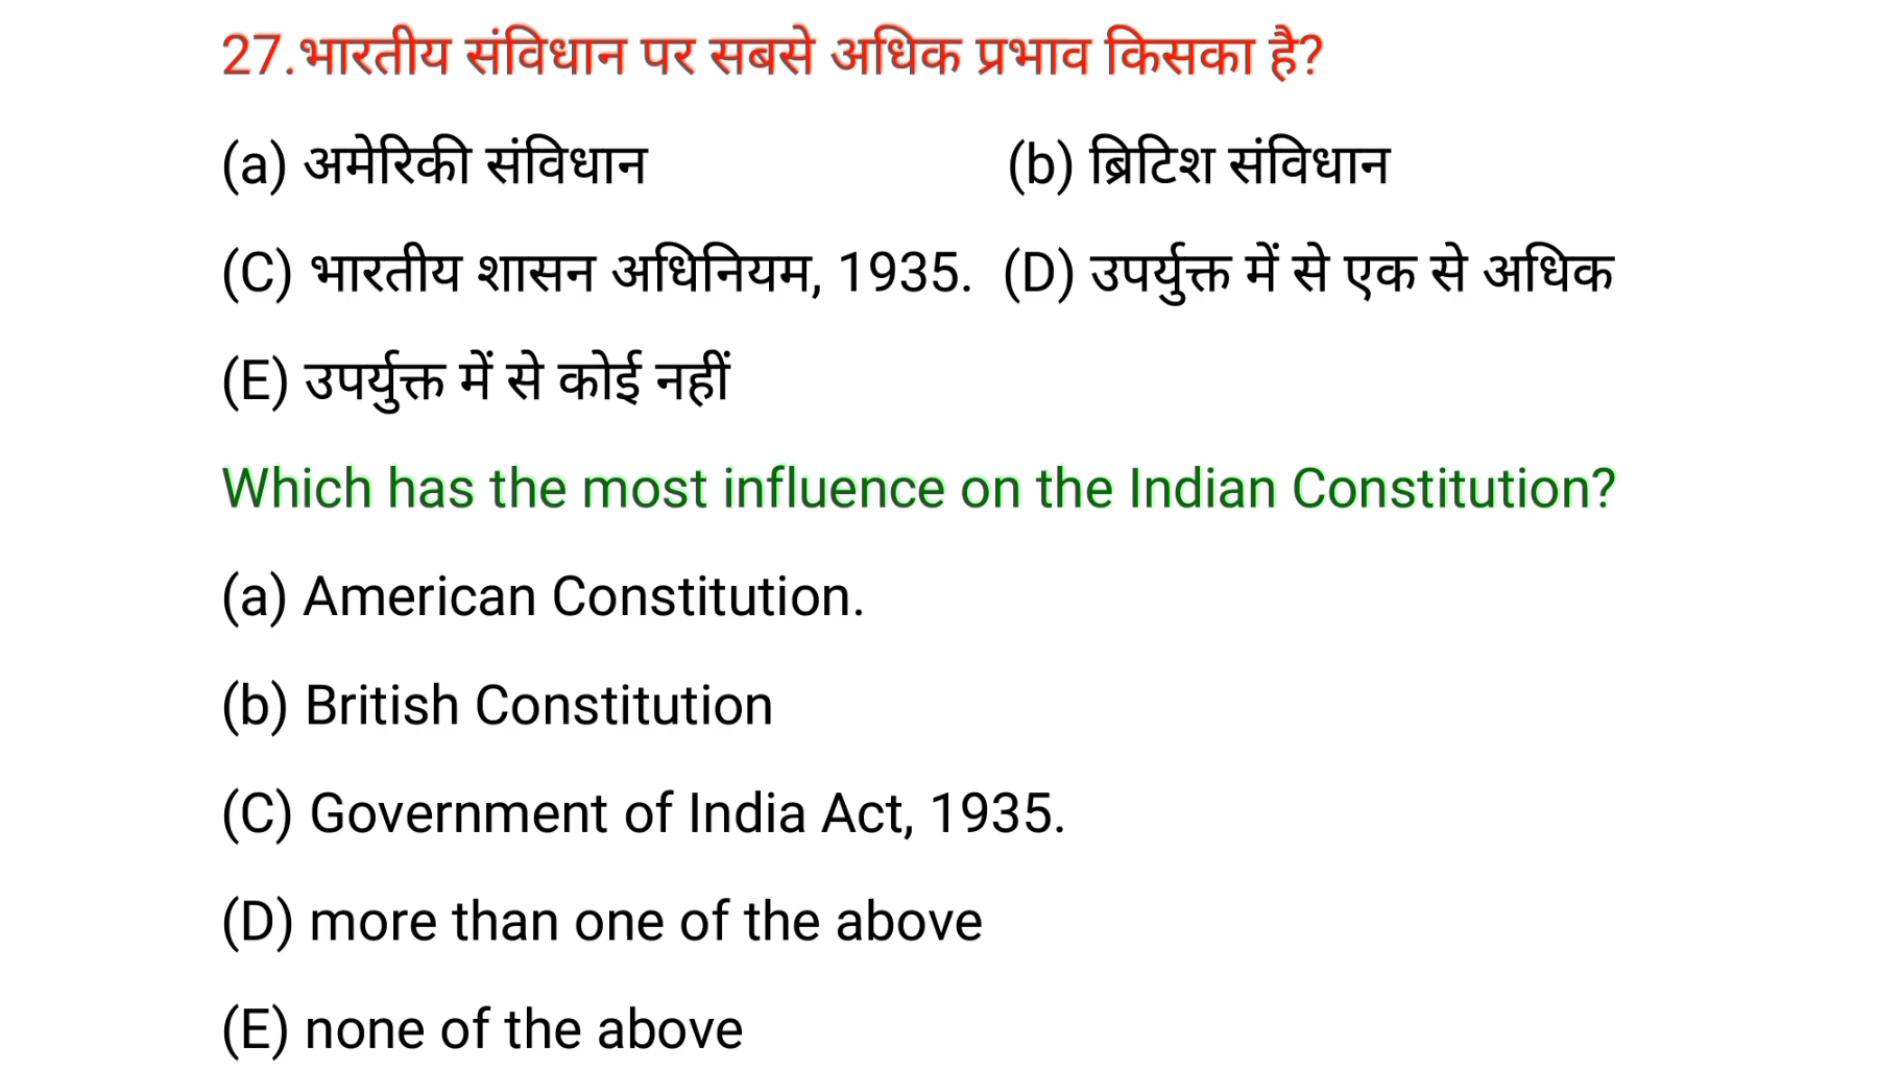 27.भारतीय संविधान पर सबसे अधिक प्रभाव किसका है?
(a) अमेरिकी संविधान (b) ब्रिटिश संविधान
(C) भारतीय शासन अधिनियम, 1935. (D) उपर्युक्त में से एक से अधिक
(E) उपर्युक्त में से कोई नहीं
Which has the most influence on the Indian Constitution?
(a) American Constitution.
(b) British Constitution
(C) Government of India Act, 1935.
(D) more than one of the above
(E) none of the above